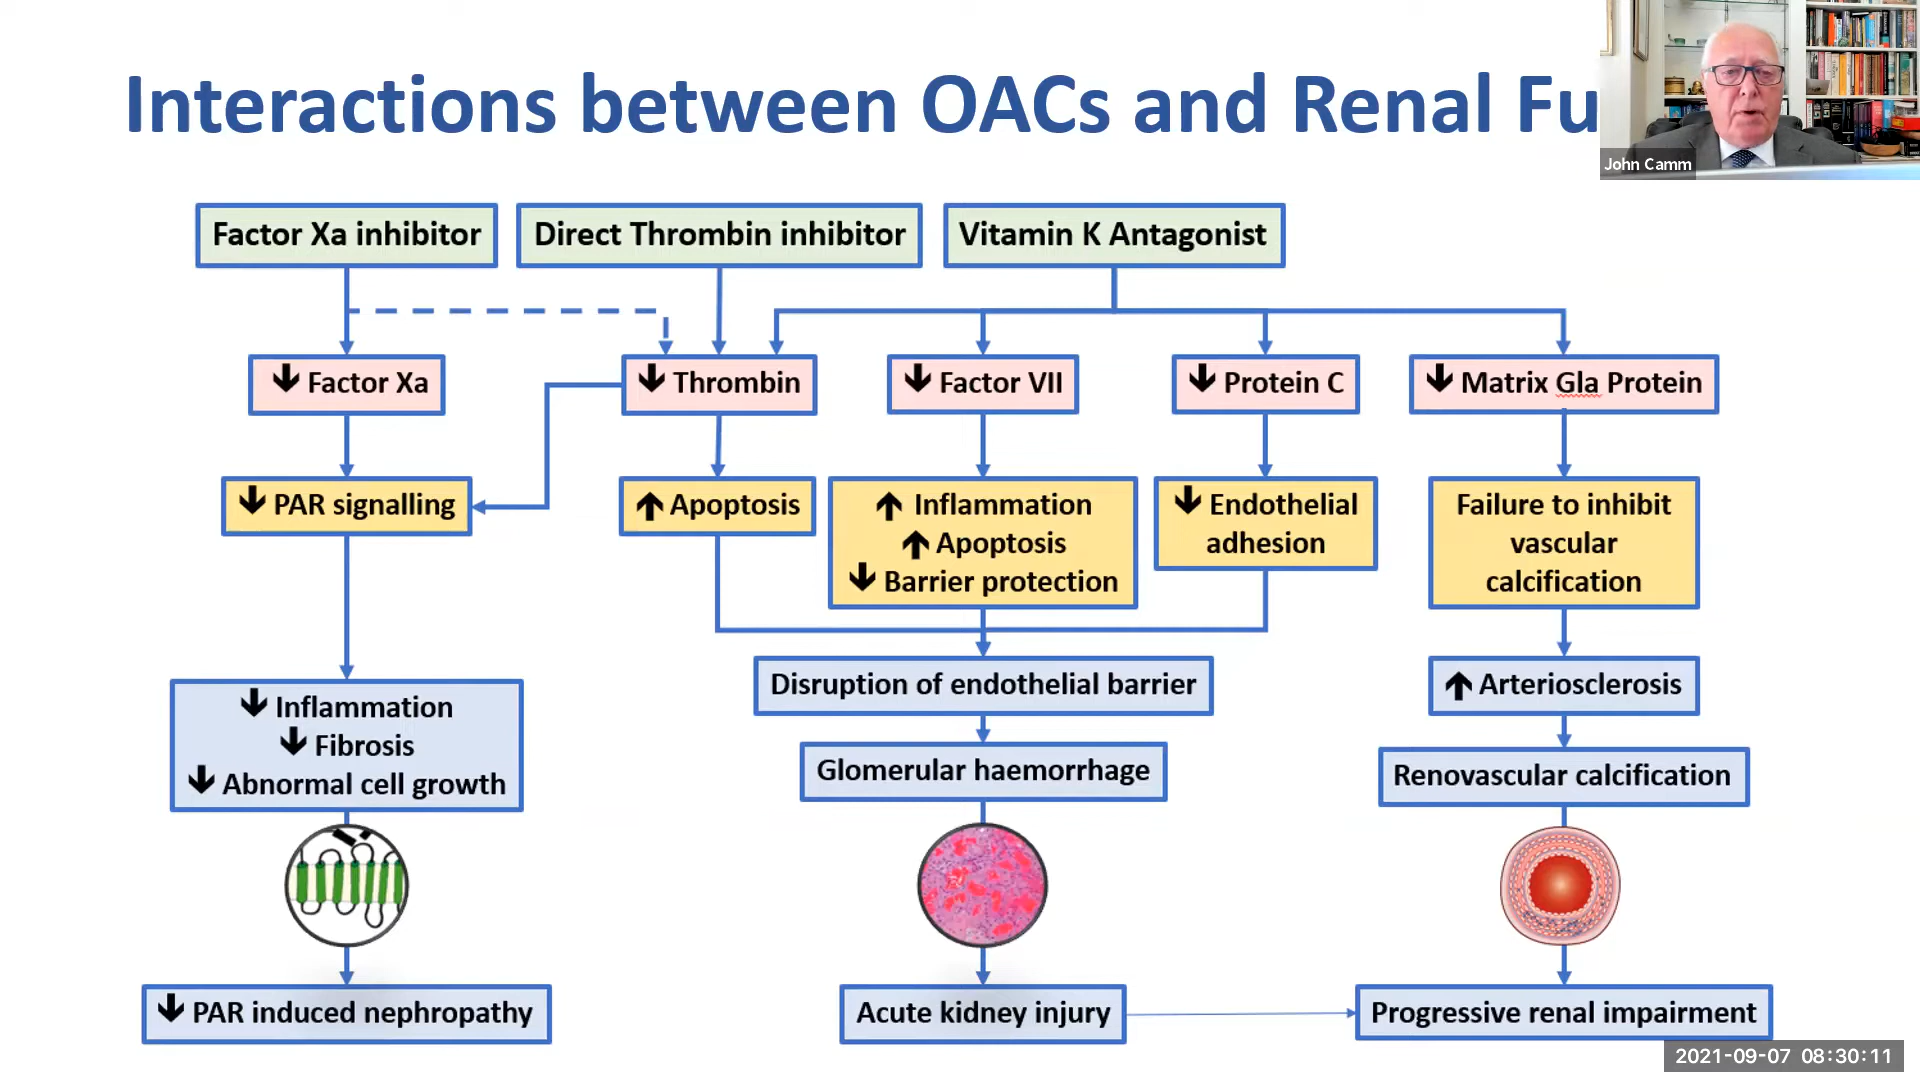 Interactions between OACs and Renal Fu
John Camm
Factor Xa inhibitor
Direct Thrombin inhibitor
Vitamin K Antagonist
↓ Factor Xa
↓ Thrombin
↓ Factor VII
↓ Protein C
↓ Matrix Gla Protein
↓ PAR signalling
↑ Apoptosis
↑ Inflammation
↑ Apoptosis
↓ Barrier protection
↓ Endothelial
adhesion
Failure to inhibit
vascular
calcification
↓ Inflammation
↓ Fibrosis
↓ Abnormal cell growth
Disruption of endothelial barrier
↑ Arteriosclerosis
Glomerular haemorrhage
Renovascular calcification
↓ PAR induced nephropathy
Acute kidney injury
Progressive renal impairment
2021-09-07 08:30:11